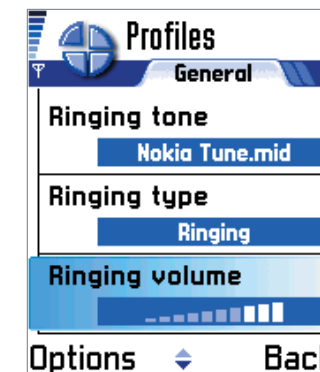 Profiles
General
Ringing tone
Nokia Tune.mid
Ringing type
Ringing
Ringing volume
Options Back